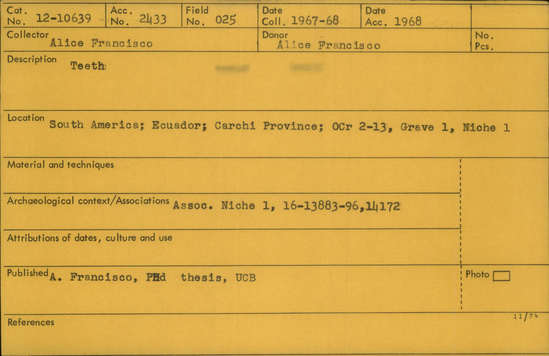 Cat. No. 12-10639 Acc. No. 2433 Field No. 025 Date Coll. 1967-68 Date Acc. 1968
Collector Alice Francisco Donor Alice Francisco No. Pcs.
Description Teeth
Location South America; Ecuador; Carchi Province; OCr 2-13, Grave 1, Niche 1
Material and techniques
Archaeological context/Associations Assoc. Niche 1, 16-13883-96,14172
Attributions of dates, culture and use
Published A. Francisco, PHd thesis, UCB Photo
References